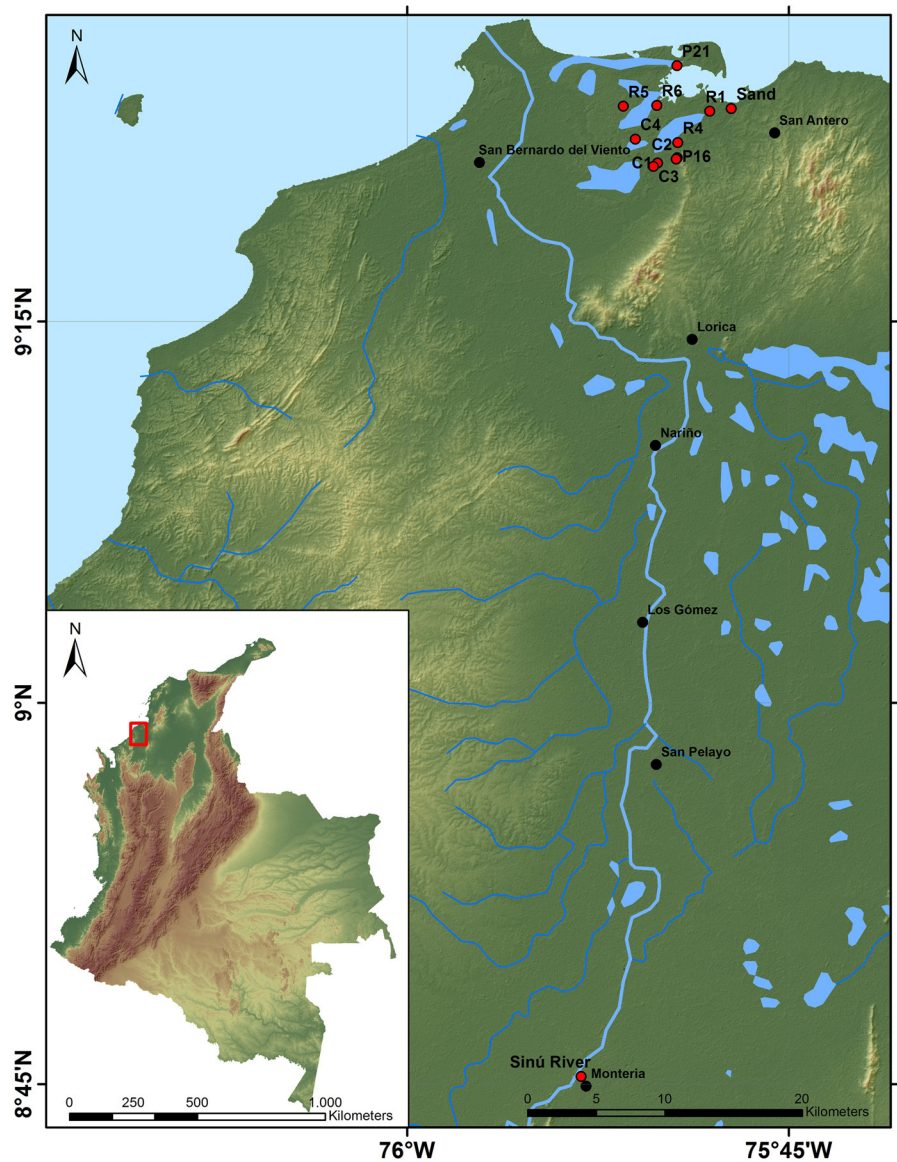 N
P21
R5
R6
R1
Sand
C4
R4
San Antero
C2
San Bernardo del Viento
P16
C1
C3
9°15'N
Lorica
Nariño
Los Gómez
N
9°N
San Pelayo
Sinú River
Monteria
8°45'N
0 250 500 1.000
Kilometers
0 5 10 20
Kilometers
76°W
75°45'W